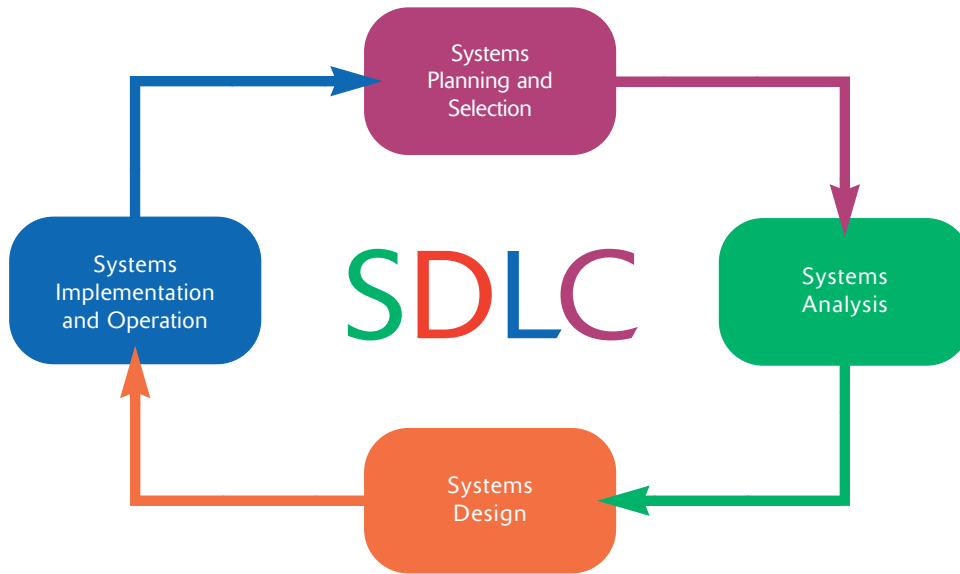 Systems
Planning and
Selection
Systems
Implementation
and Operation
SDLC
Systems
Analysis
Systems
Design